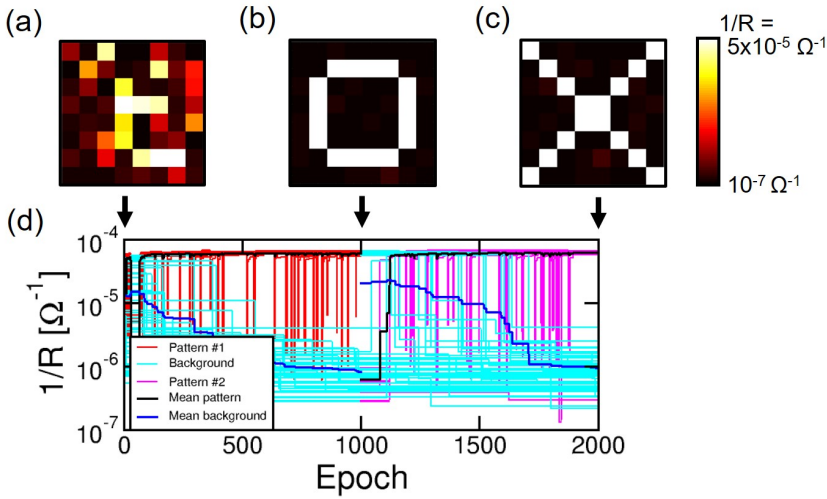 (a)
(b)
(c)
1/R =
5x10⁻⁵ Ω⁻¹
10⁻⁷ Ω⁻¹
(d)
1/R [Ω⁻¹]
10⁻⁴
10⁻⁵
10⁻⁶
10⁻⁷
Pattern #1
Background
Pattern #2
Mean pattern
Mean background
0
500
1000
1500
2000
Epoch